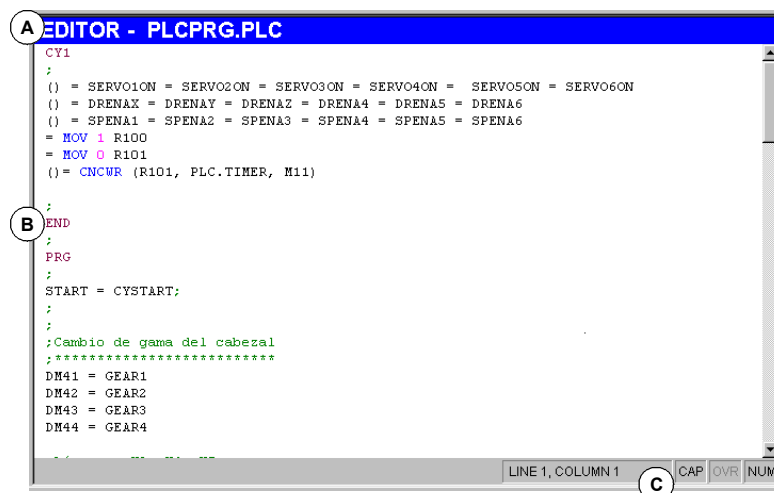 A
EDITOR - PLCPRG.PLC
CY1
;
() = SERVO1ON = SERVO2ON = SERVO3ON = SERVO4ON = SERVO5ON = SERVO6ON
() = DRENAX = DRENAY = DRENAZ = DRENA4 = DRENA5 = DRENA6
() = SPENA1 = SPENA2 = SPENA3 = SPENA4 = SPENA5 = SPENA6
= MOV 1 R100
= MOV 0 R101
()= CNCWR (R101, PLC.TIMER, M11)
;
B
END
;
PRG
;
START = CYSTART;
;
;
;Cambio de gama del cabezal
;*************************
DM41 = GEAR1
DM42 = GEAR2
DM43 = GEAR3
DM44 = GEAR4
LINE 1, COLUMN 1
C
CAP
OVR
NUM